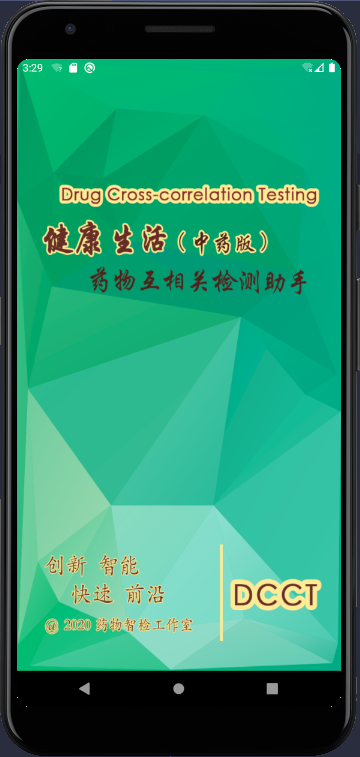 3:29
Drug Cross-correlation Testing
健康生活（中药版）
药物互相关检测助手
创新 智能
快速 前沿
@ 2020 药物智检工作室
DCCT